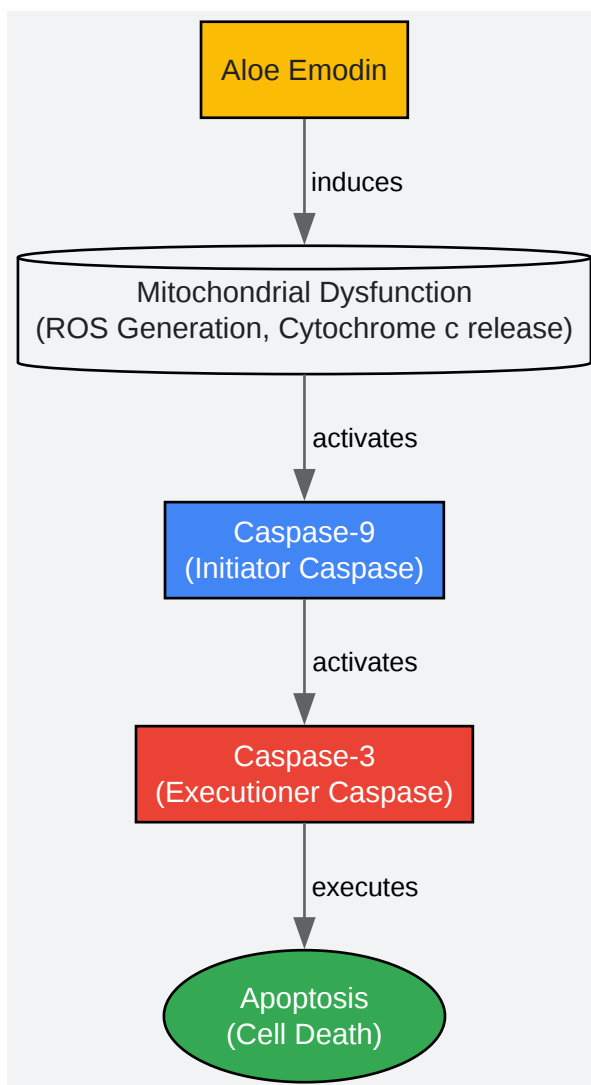 Aloe Emodin
induces
Mitochondrial Dysfunction
(ROS Generation, Cytochrome c release)
activates
Caspase-9
(Initiator Caspase)
activates
Caspase-3
(Executioner Caspase)
executes
Apoptosis
(Cell Death)